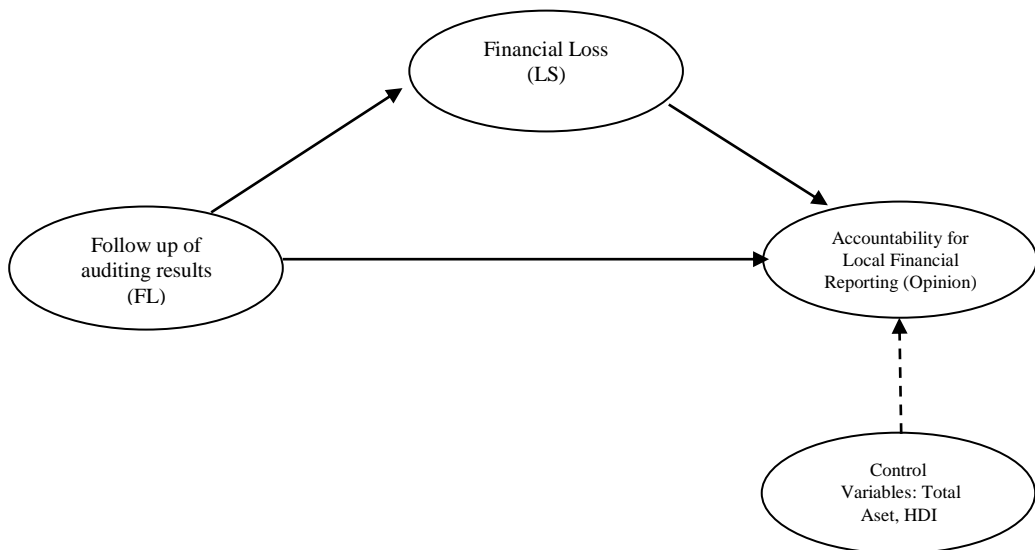 Financial Loss
(LS)
Follow up of
auditing results
(FL)
Accountability for
Local Financial
Reporting (Opinion)
Control
Variables: Total
Aset, HDI